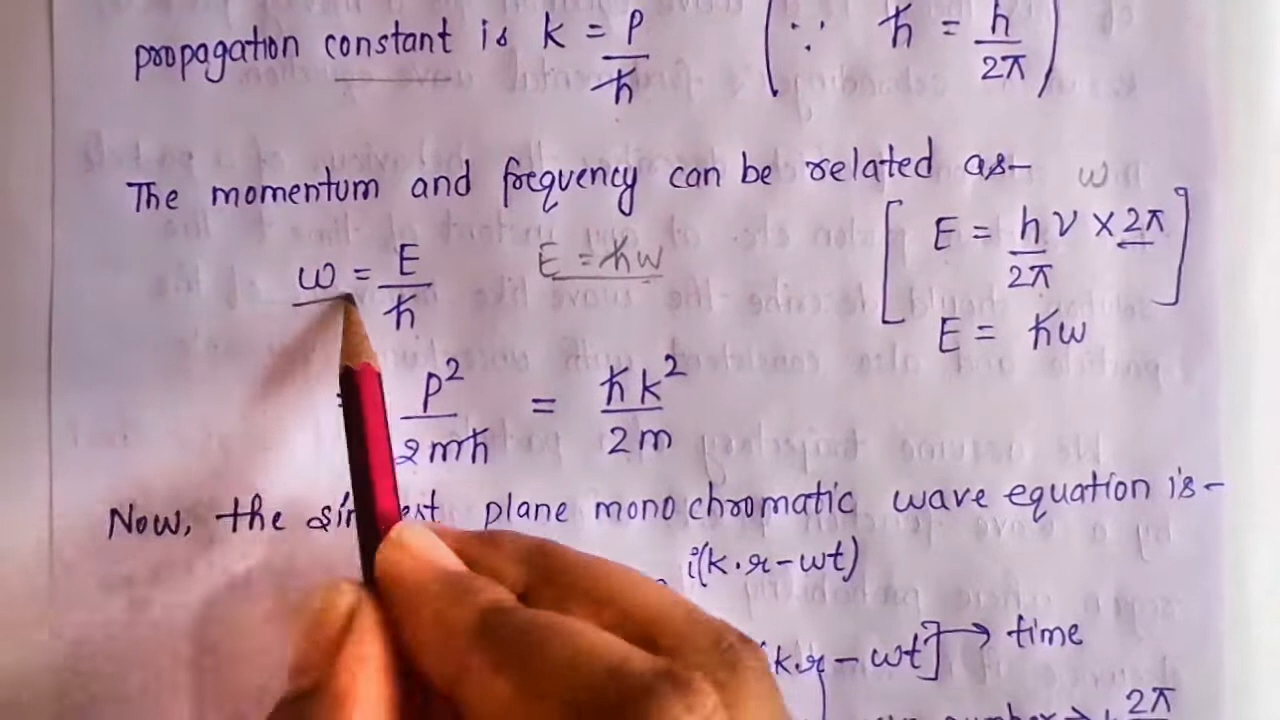 propagation constant is k = p/ħ (∵ ħ = h/2π)
The momentum and frequency can be related as-
w
ω = E/ħ E = ħω [E = h/2π ν × 2π
E = ħω]
= p²/2mħ = ħk²/2m
Now, the plane monochromatic wave equation is-
i(k·r-ωt)
k.r - ωt] → time
2π